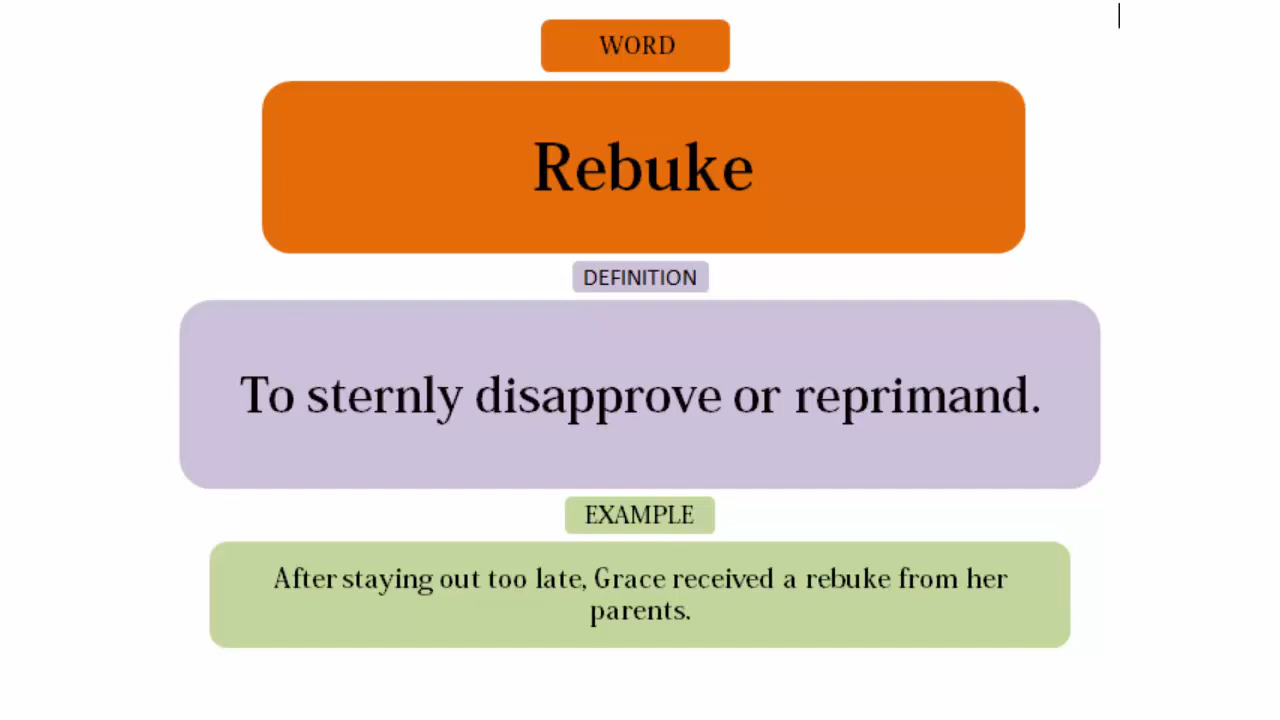 WORD
Rebuke
DEFINITION
To sternly disapprove or reprimand.
EXAMPLE
After staying out too late, Grace received a rebuke from her
parents.